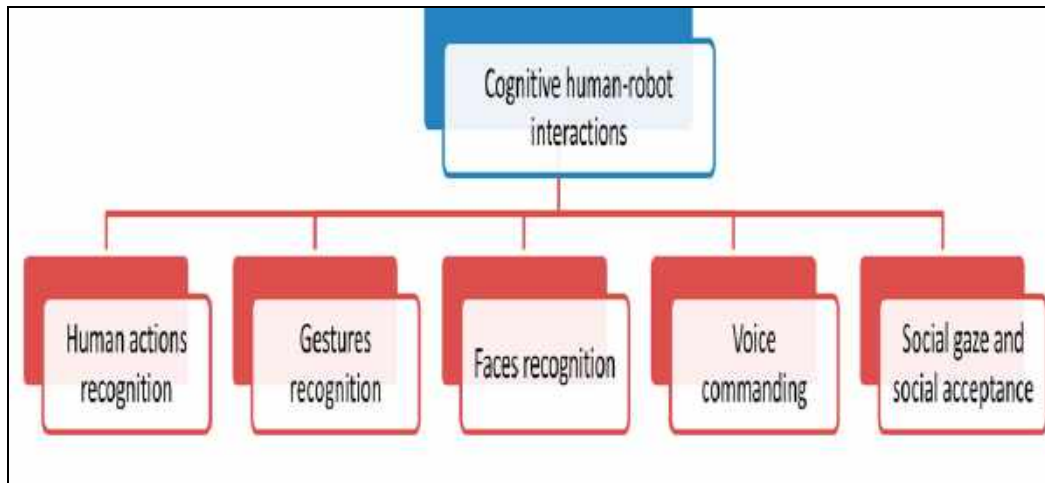 Cognitive human-robot
interactions
Human actions
recognition
Gestures
recognition
Faces recognition
Voice
commanding
Social gaze and
social acceptance